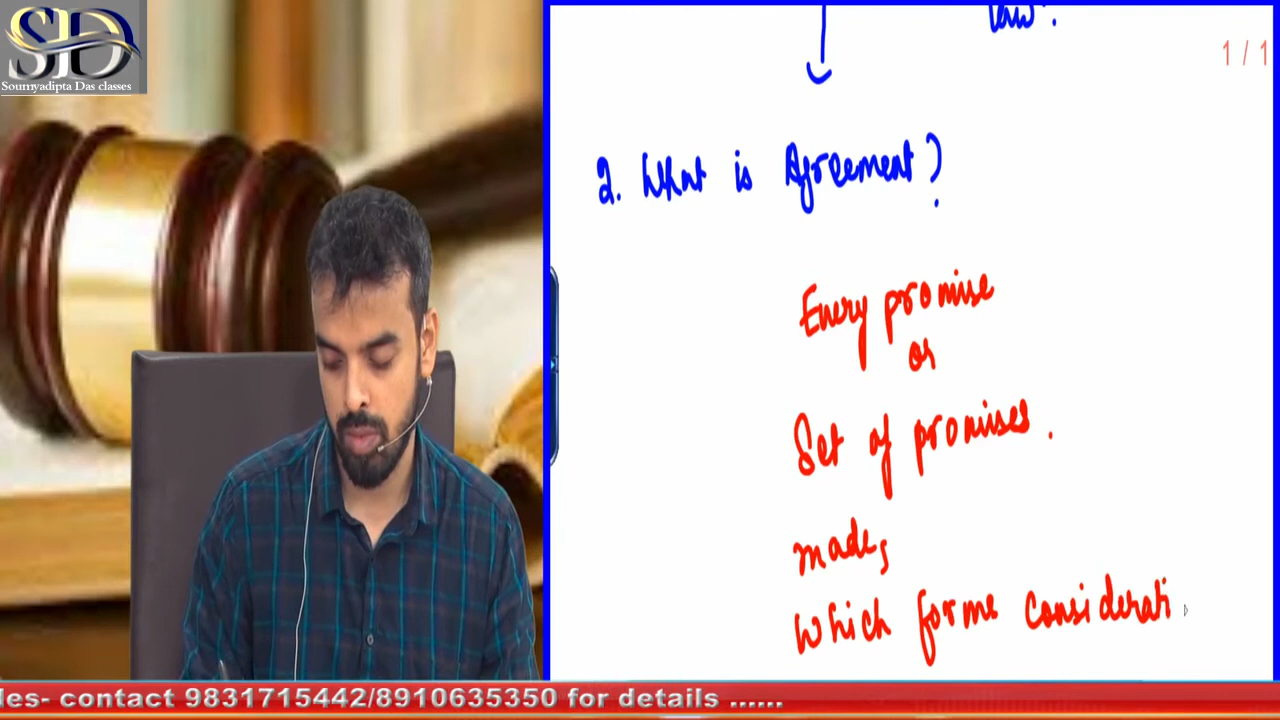 SD
Soumyadipta Das classes
law.
1 / 1
2. What is Agreement?
Every promise
or
Set of promises.
made,
which forms considerati
les- contact 9831715442/8910635350 for details ......